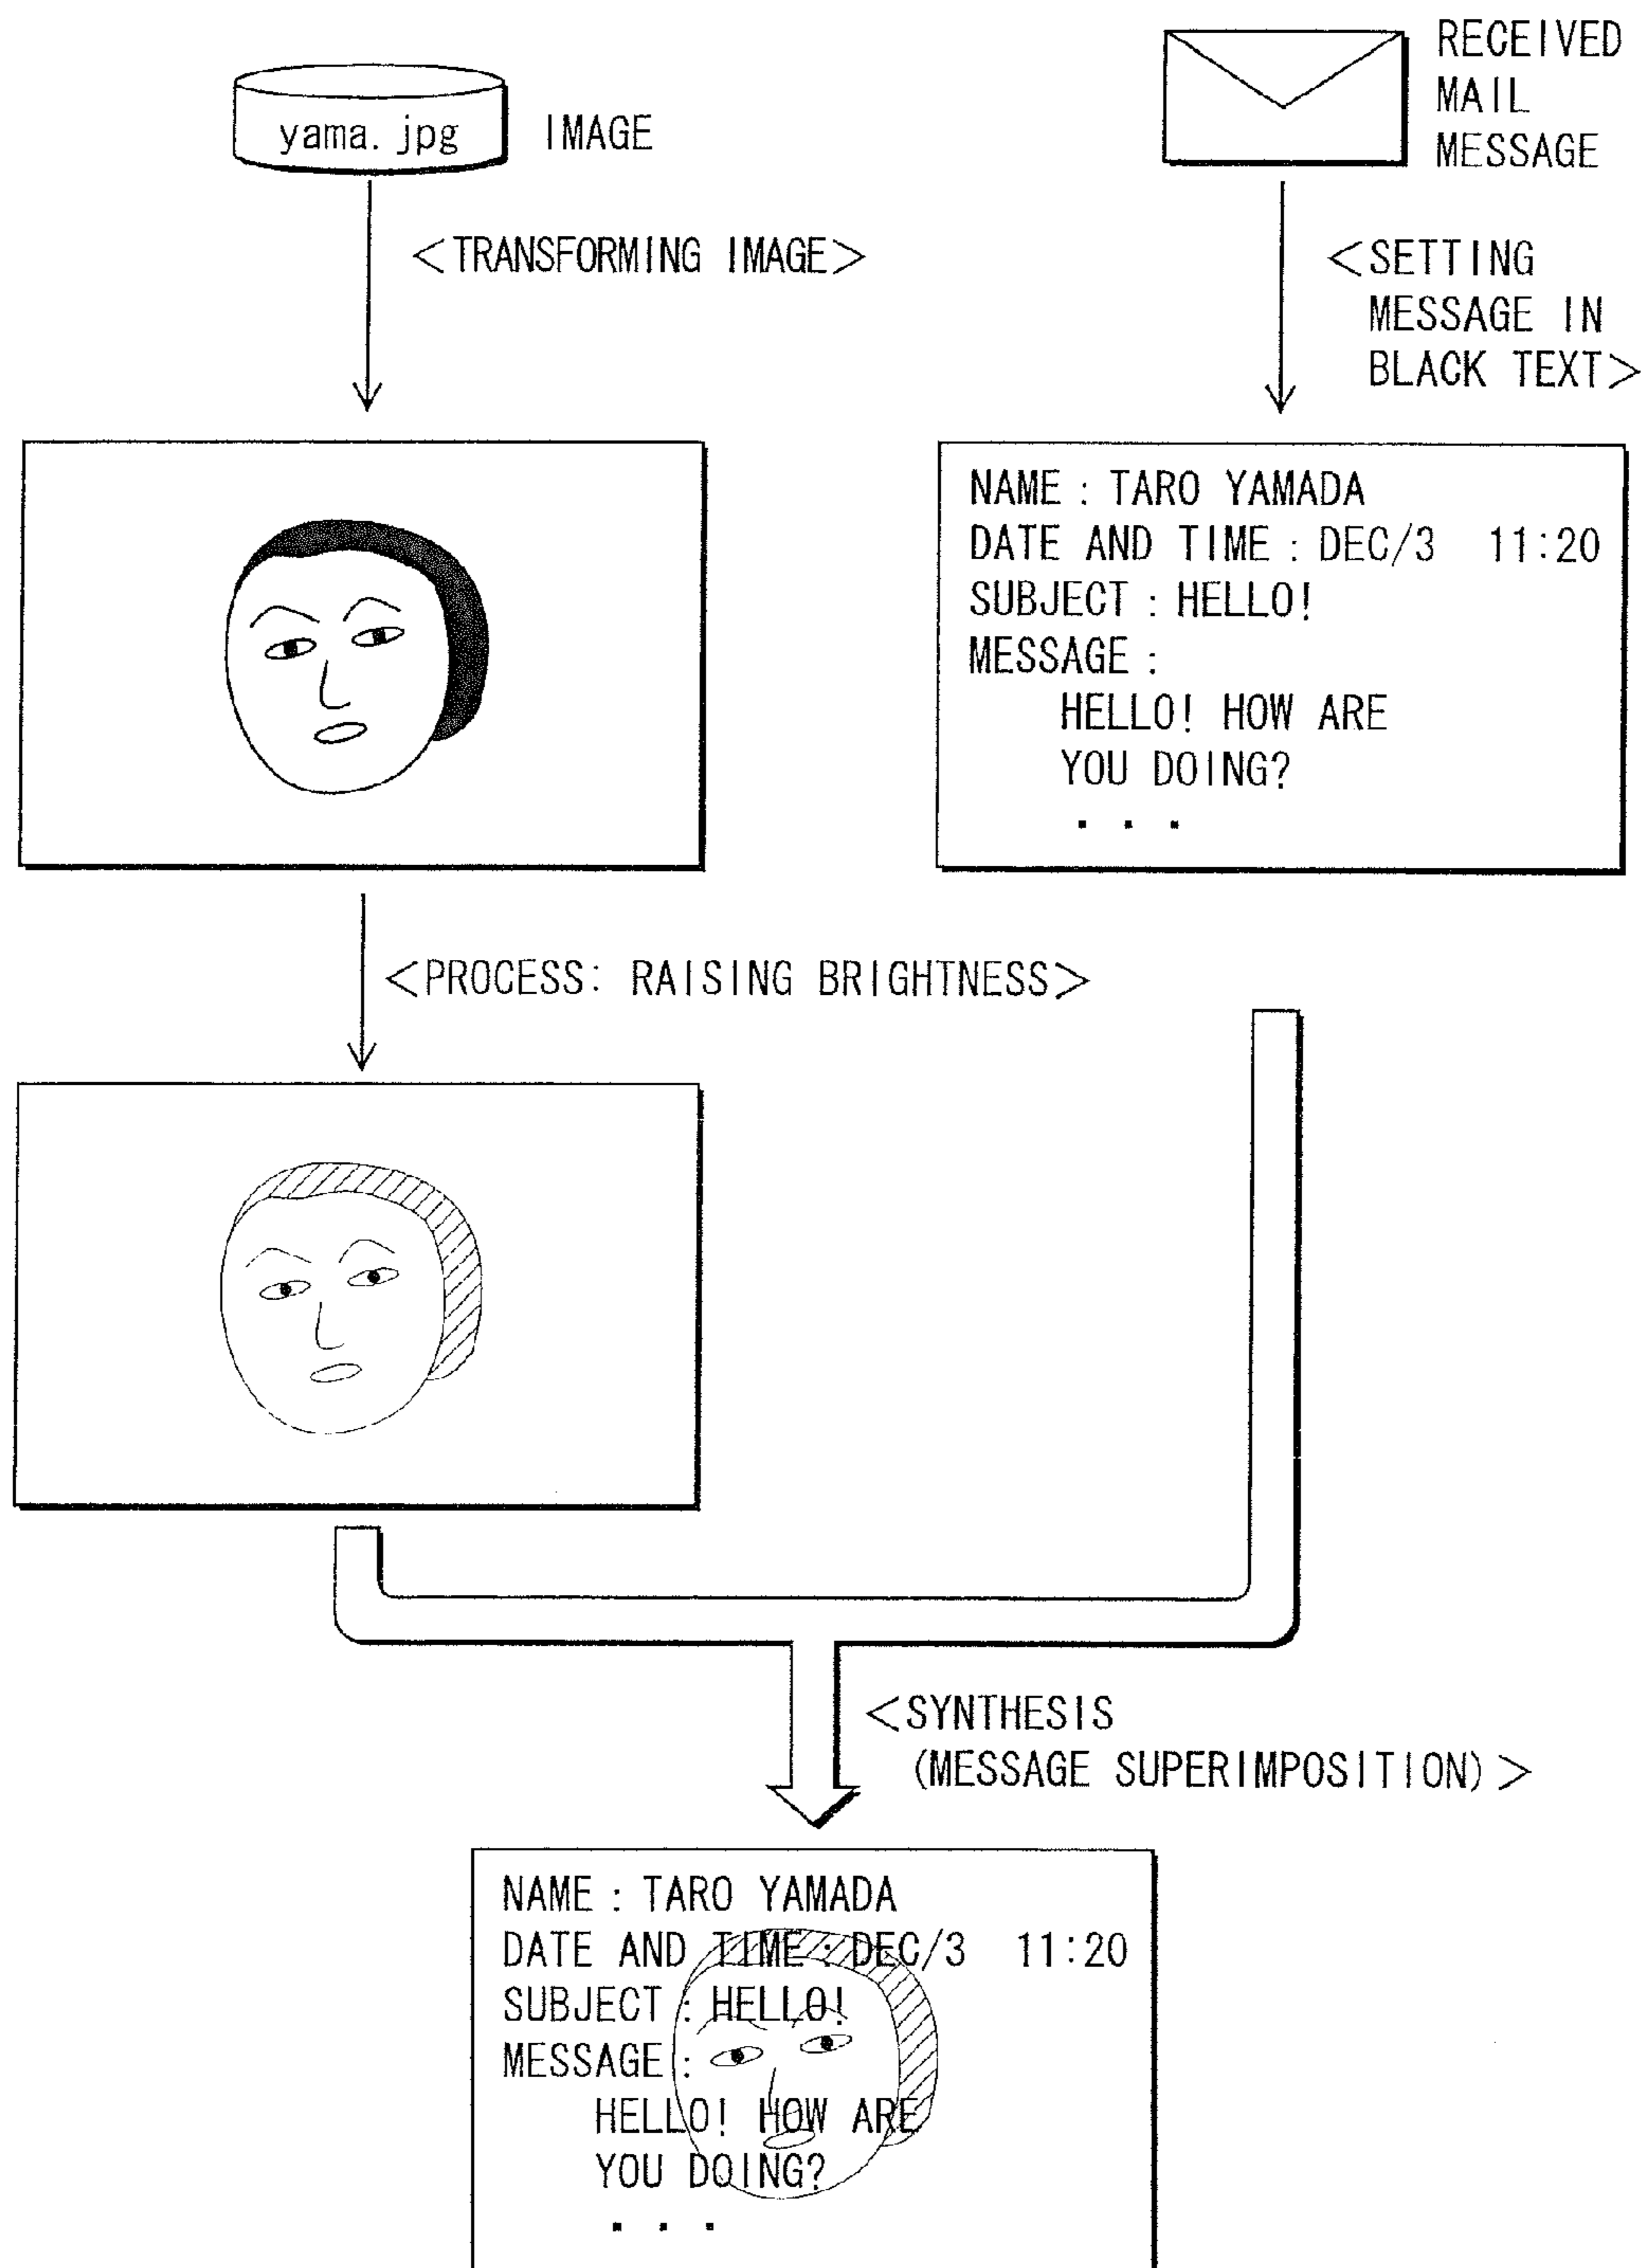 yama. jpg
IMAGE
RECEIVED
MAIL
MESSAGE
<TRANSFORMING IMAGE>
<SETTING
MESSAGE IN
BLACK TEXT>
NAME : TARO YAMADA
DATE AND TIME : DEC/3 11:20
SUBJECT : HELLO!
MESSAGE :
HELLO! HOW ARE
YOU DOING?
. . .
<PROCESS: RAISING BRIGHTNESS>
<SYNTHESIS
(MESSAGE SUPERIMPOSITION)>
NAME : TARO YAMADA
DATE AND TIME : DEC/3 11:20
SUBJECT : HELLO!
MESSAGE :
HELLO! HOW ARE
YOU DOING?
. . .